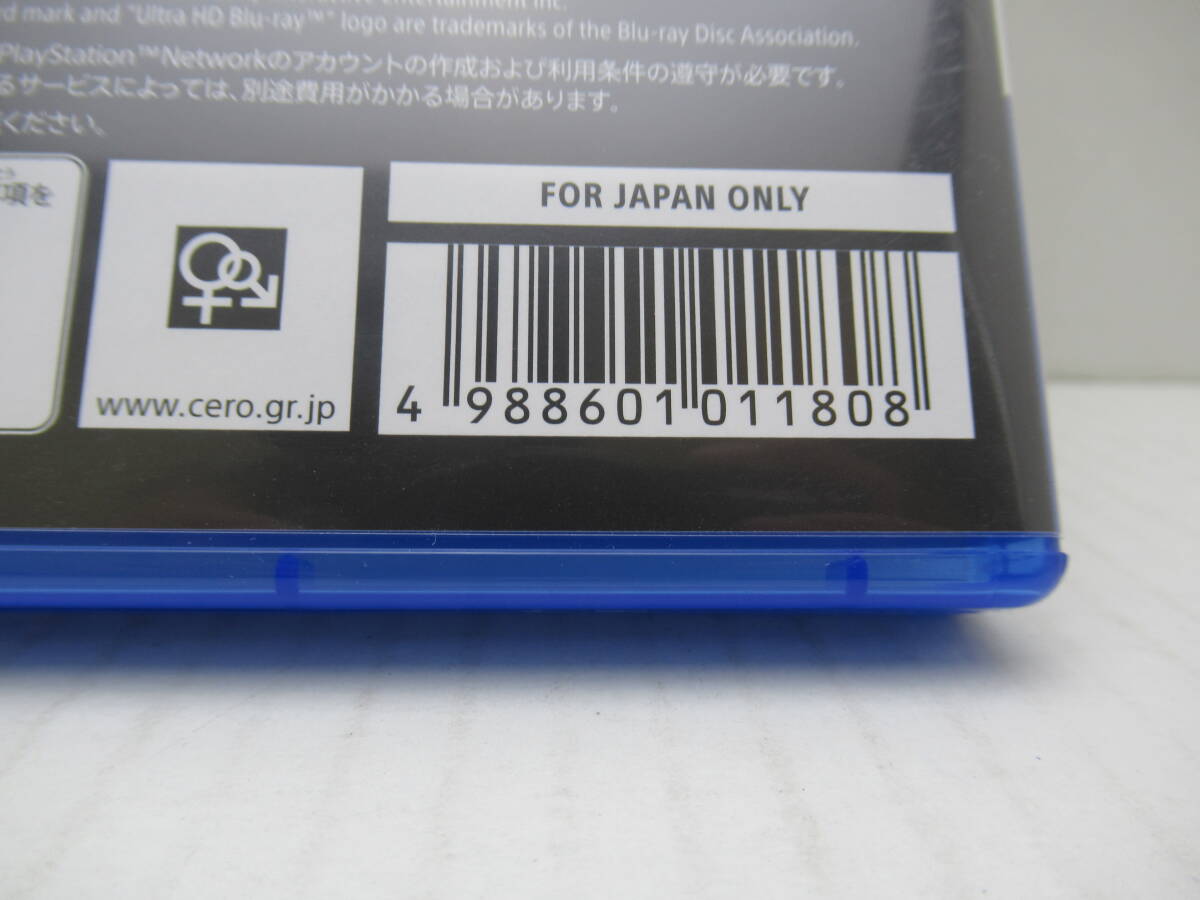 Entertainment Inc.
mark and "Ultra HD Blu-ray™" logo are trademarks of the Blu-ray Disc Association.
PlayStation™Networkのアカウントの作成および利用条件の遵守が必要です。
るサービスによっては、別途費用がかかる場合があります。
ください。
項を
FOR JAPAN ONLY
www.cero.gr.jp
4 988601 011808